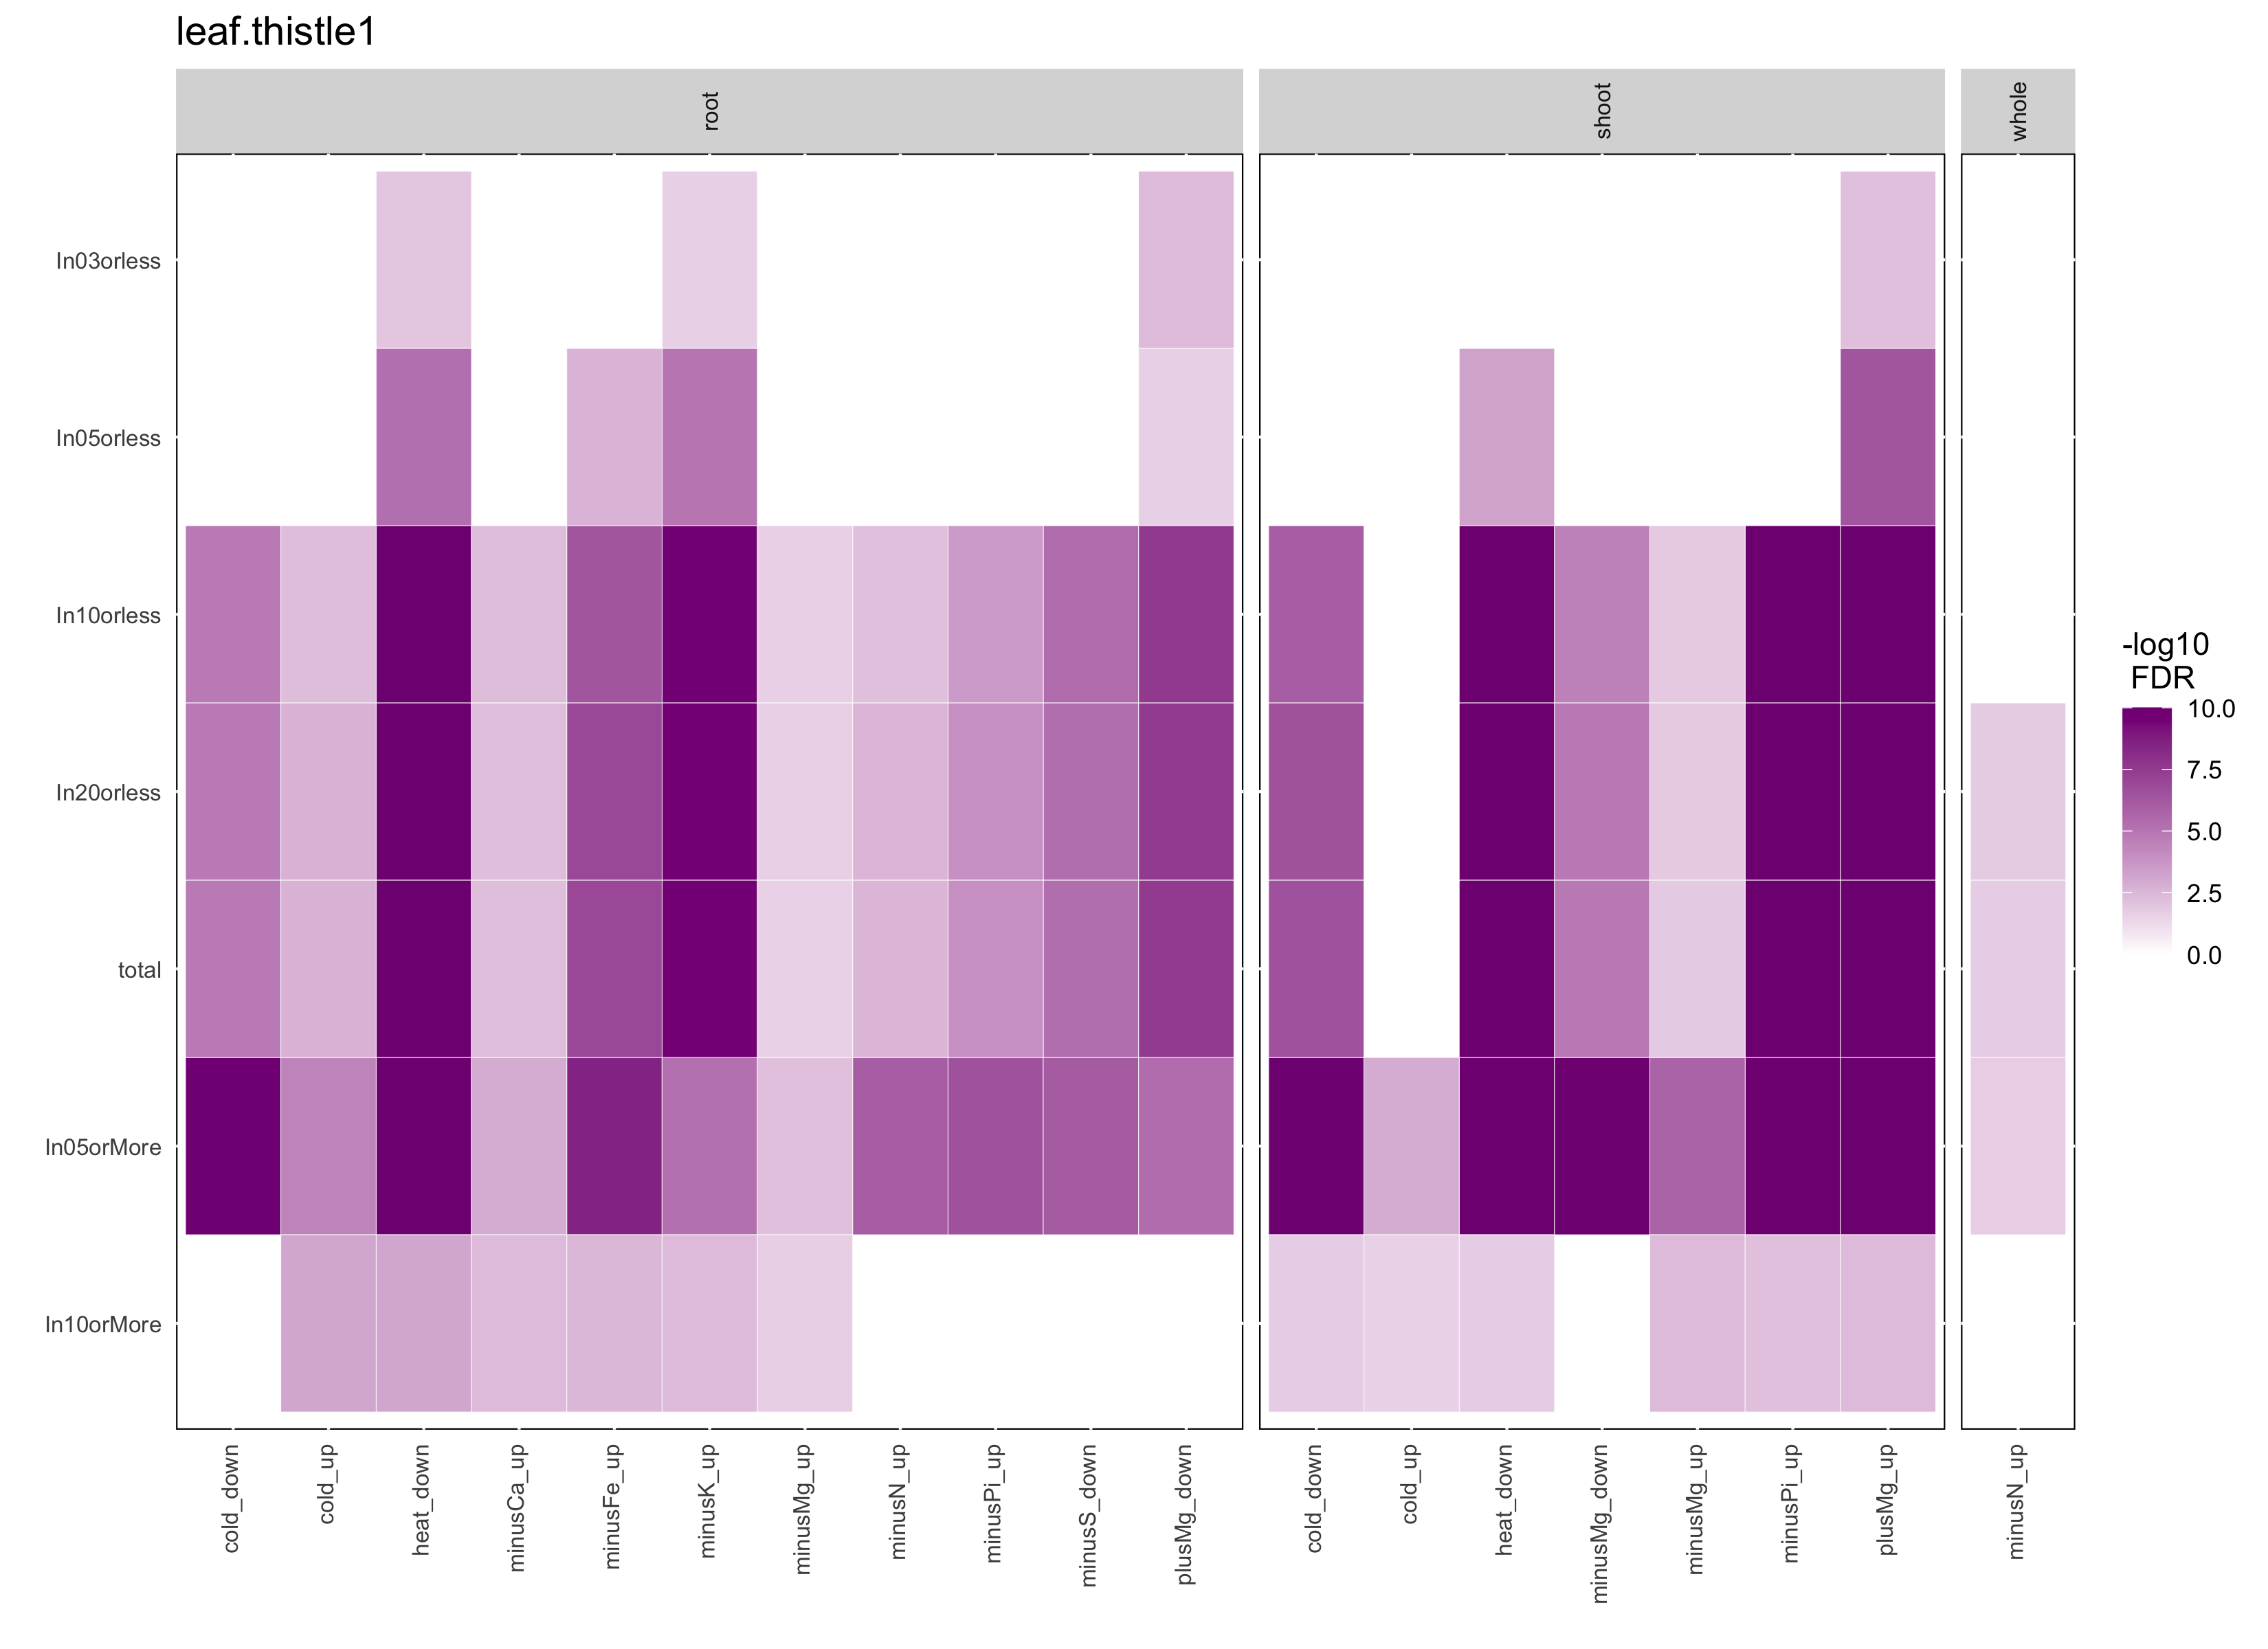 leaf.thistle1
root
shoot
whole
In03orless
In05orless
In10orless
In20orless
total
In05orMore
In10orMore
cold_down
cold_up
heat_down
minusCa_up
minusFe_up
minusK_up
minusMg_up
minusN_up
minusPi_up
minusS_down
plusMg_down
cold_down
cold_up
heat_down
minusMg_down
minusMg_up
minusPi_up
plusMg_up
minusN_up
-log10
FDR
10.0
7.5
5.0
2.5
0.0